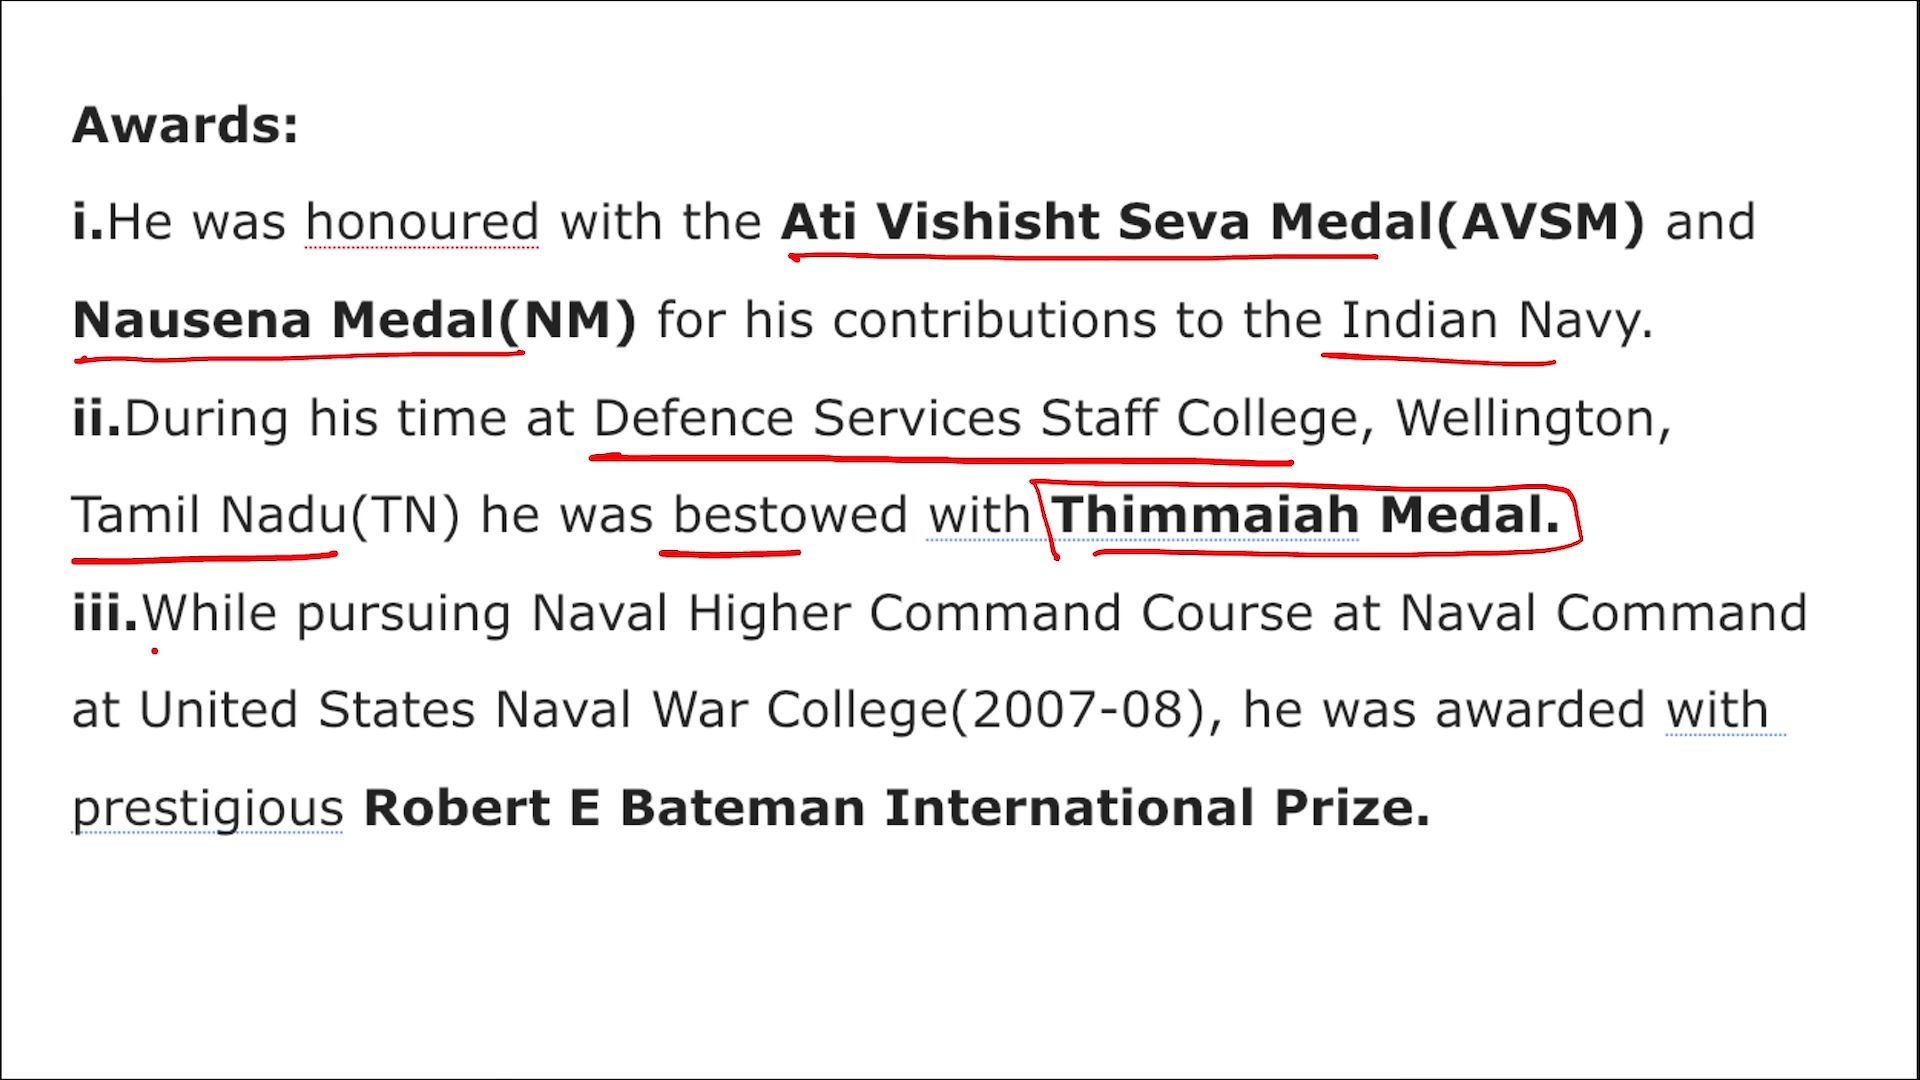 Awards:
i.He was honoured with the Ati Vishisht Seva Medal(AVSM) and
Nausena Medal(NM) for his contributions to the Indian Navy.
ii.During his time at Defence Services Staff College, Wellington,
Tamil Nadu(TN) he was bestowed with Thimmaiah Medal.
iii.While pursuing Naval Higher Command Course at Naval Command
at United States Naval War College(2007-08), he was awarded with
prestigious Robert E Bateman International Prize.